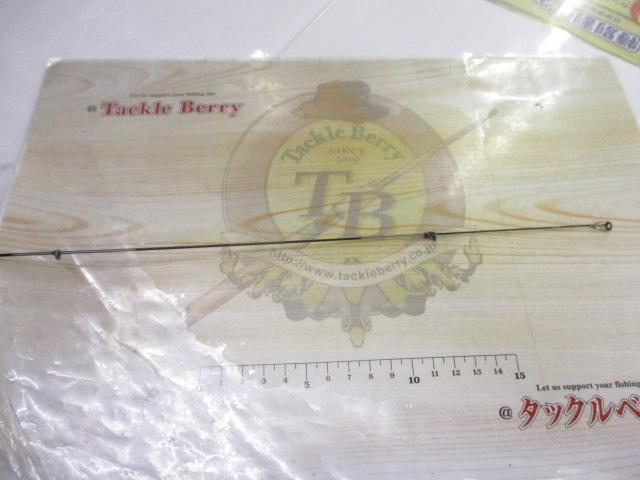 Let us support your fishing life.
@ Tackle Berry
Tackle Berry
SINCE
2000
TB
http://www.tackleberry.co.jp
1 2 3 4 5 6 7 8 9 10 11 12 13 14 15
Let us support your fishing
@ タックルベ